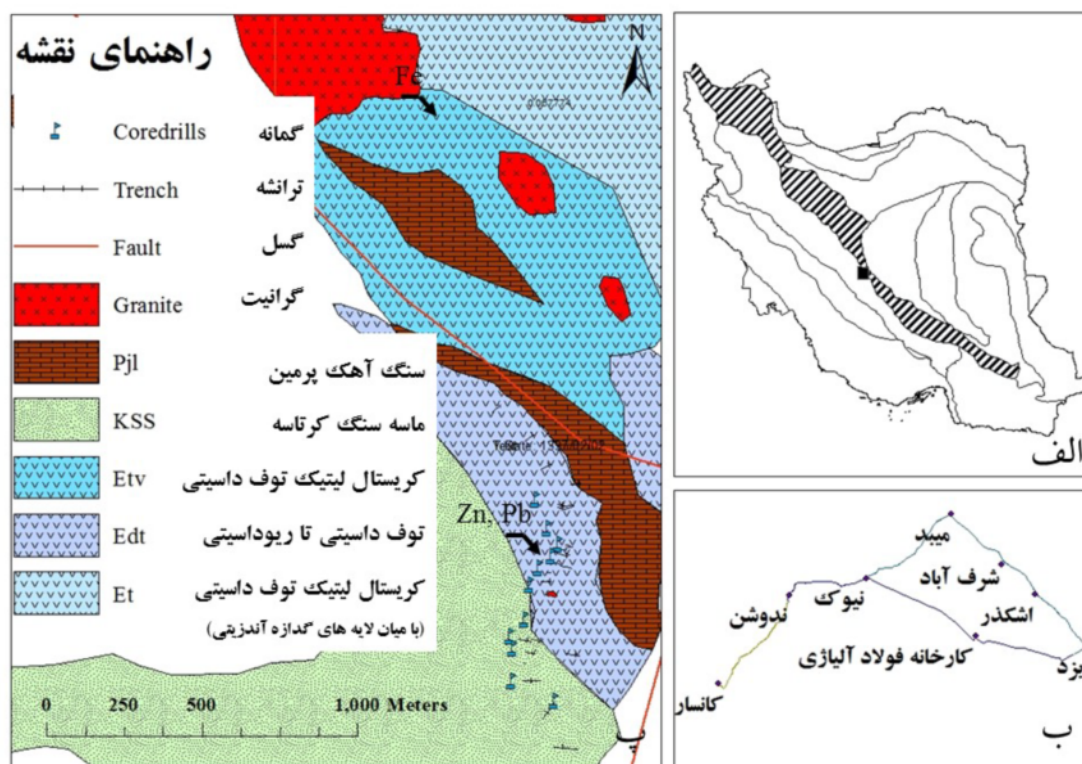 راهنمای نقشه
Coredrills گمانه
Trench ترانشه
Fault گسل
Granite گرانیت
Pjl سنگ آهک پرمین
KSS ماسه سنگ کرتاسه
Etv کریستال لیتیک توف داسیتی
Edt توف داسیتی تا ریوداسیتی
Et کریستال لیتیک توف داسیتی
(با میان لایه های گدازه آندزیتی)
0 250 500 1,000 Meters
N
Fe
Zn, Pb
پ
الف
میبد
شرف آباد
نیوک
اشکذر
ندوشن
کارخانه فولاد آلیاژی
یزد
کانسار
ب